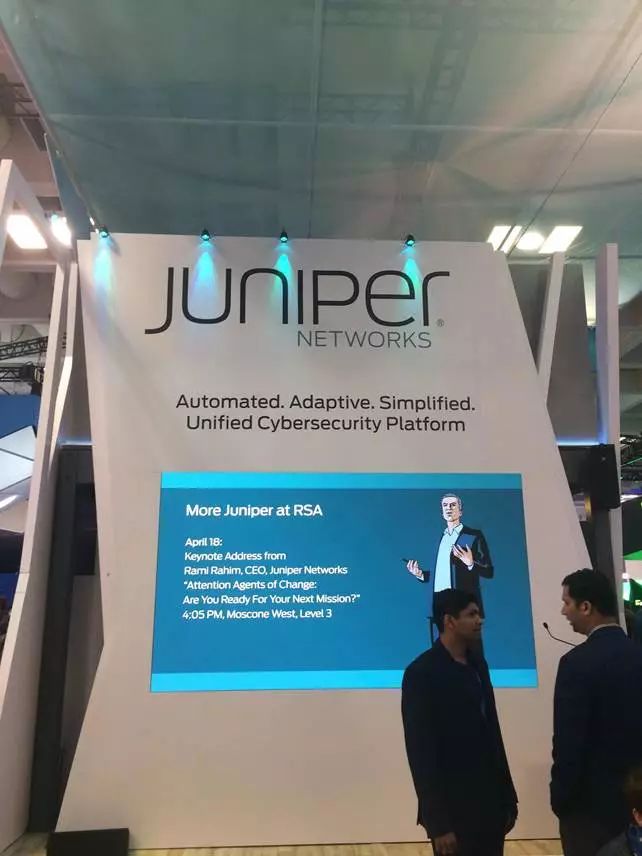 JUNIPER
NETWORKS®
Automated. Adaptive. Simplified.
Unified Cybersecurity Platform
More Juniper at RSA
April 18:
Keynote Address from
Rami Rahim, CEO, Juniper Networks
"Attention Agents of Change:
Are You Ready For Your Next Mission?"
4:05 PM, Moscone West, Level 3